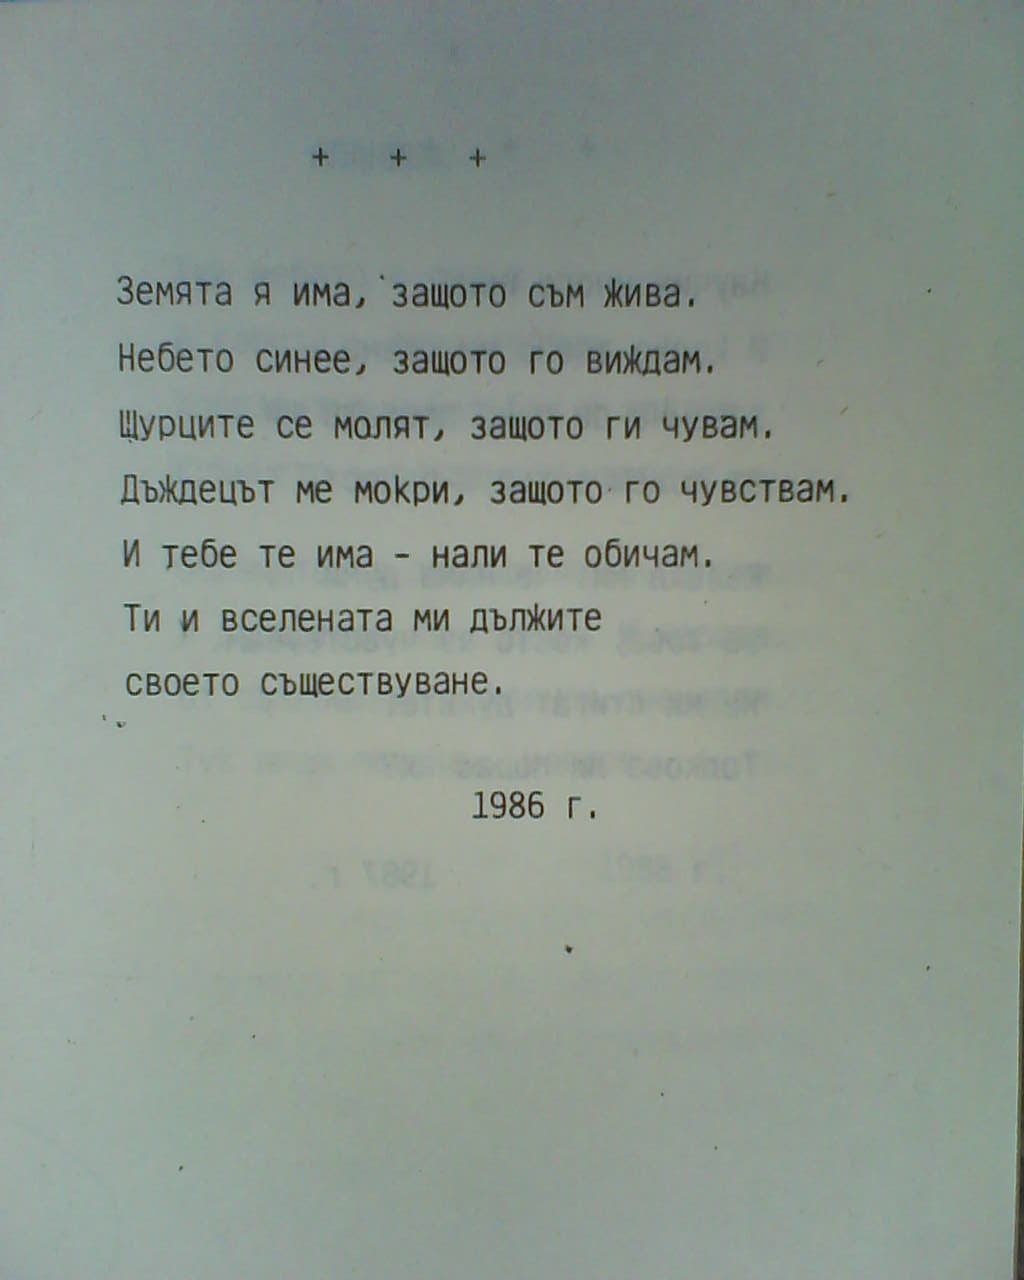 + + +
Земята я има, защото съм жива.
Небето синее, защото го виждам.
Щурците се молят, защото ги чувам.
Дъждецът ме мокри, защото го чувствам.
И тебе те има - нали те обичам.
Ти и вселената ми дължите
своето съществуване.
1986 г.